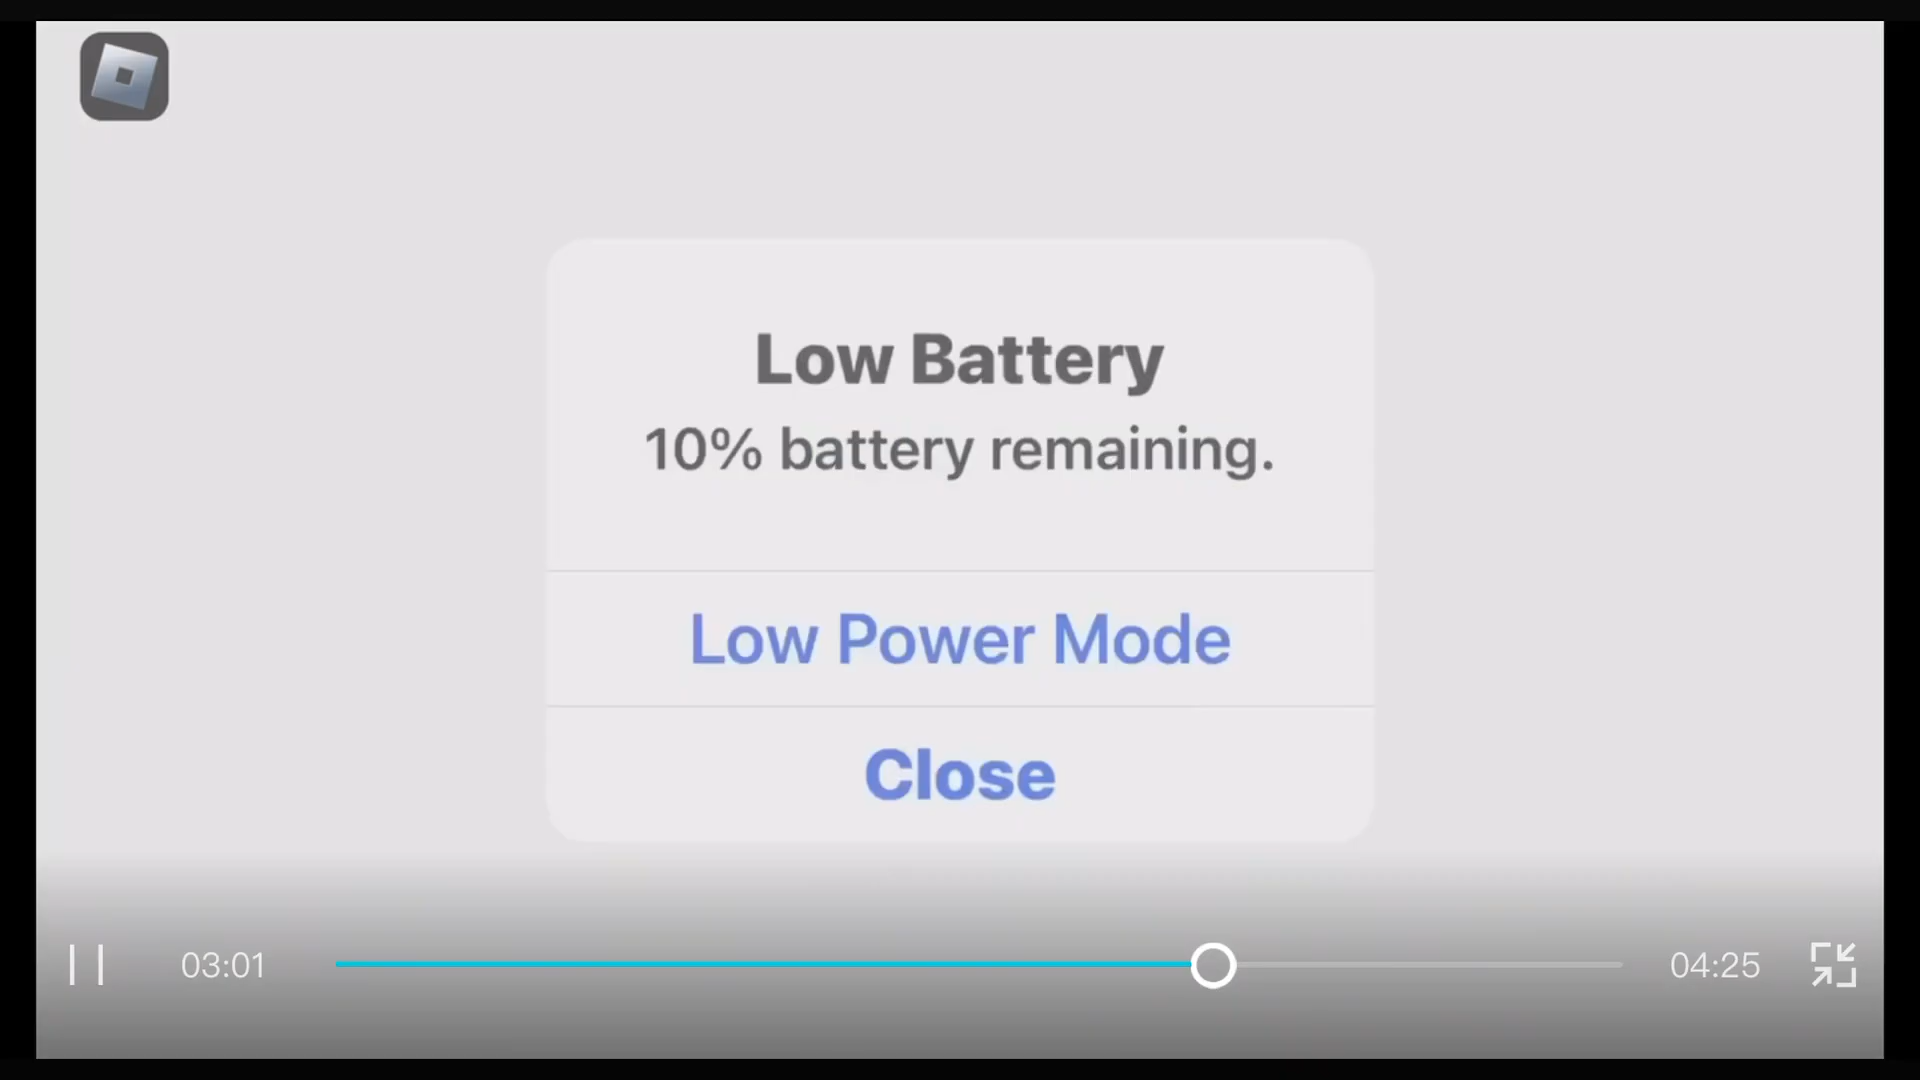 Low Battery
10% battery remaining.
Low Power Mode
Close
03:01
04:25